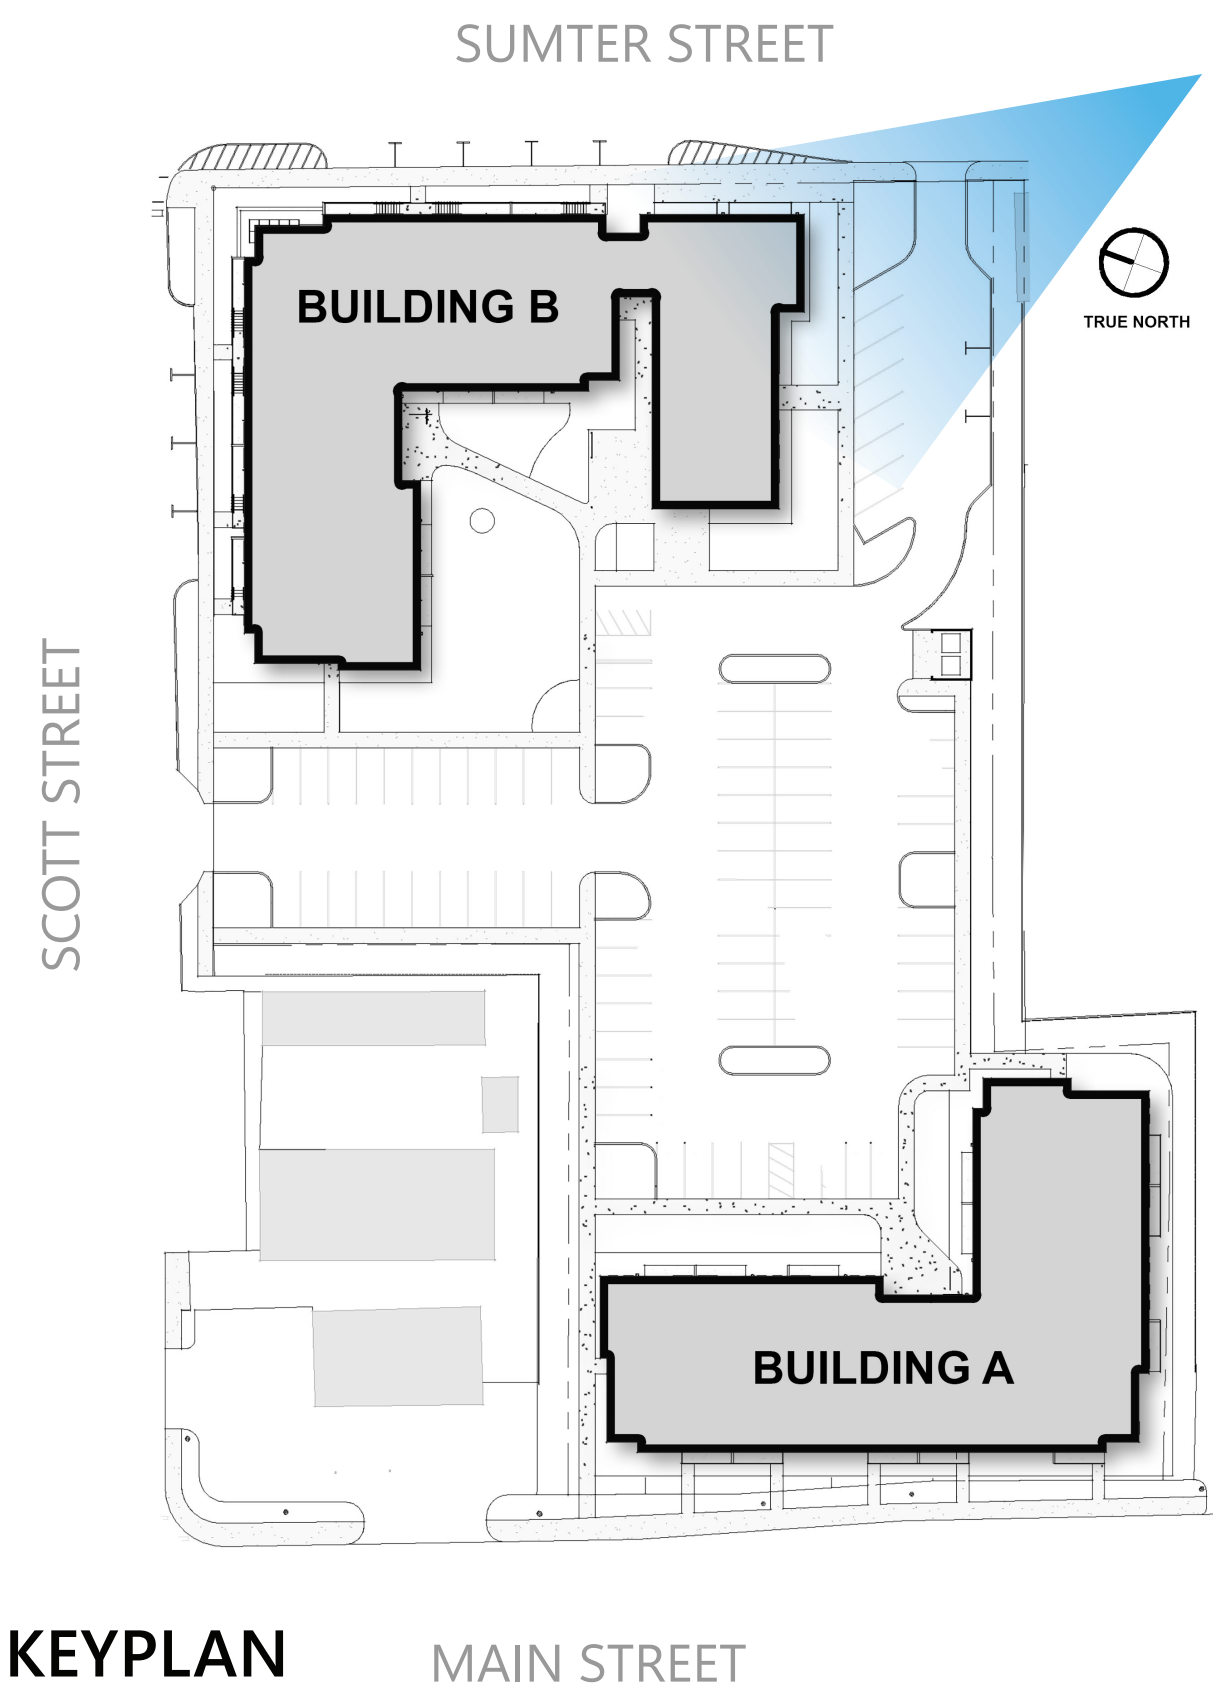 SUMTER STREET
BUILDING B
TRUE NORTH
SCOTT STREET
BUILDING A
KEYPLAN
MAIN STREET